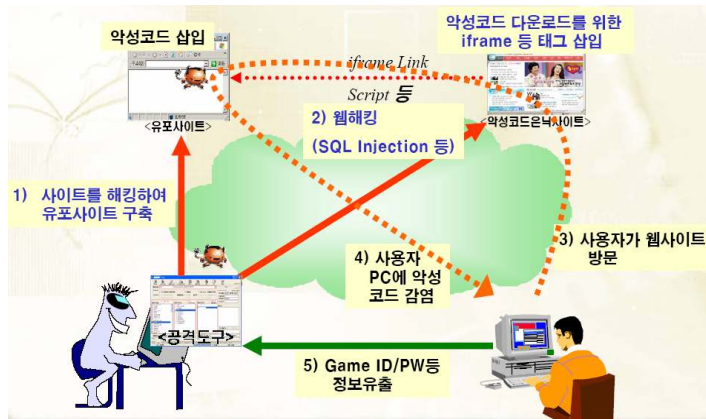 악성코드 삽입
악성코드 다운로드를 위한
iframe 등 태그 삽입
iframe Link
Script 등
<유포사이트>
<악성코드은닉사이트>
2) 웹해킹
(SQL Injection 등)
1) 사이트를 해킹하여
유포사이트 구축
3) 사용자가 웹사이트
방문
4) 사용자
PC에 악성
코드 감염
<공격도구>
5) Game ID/PW등
정보유출